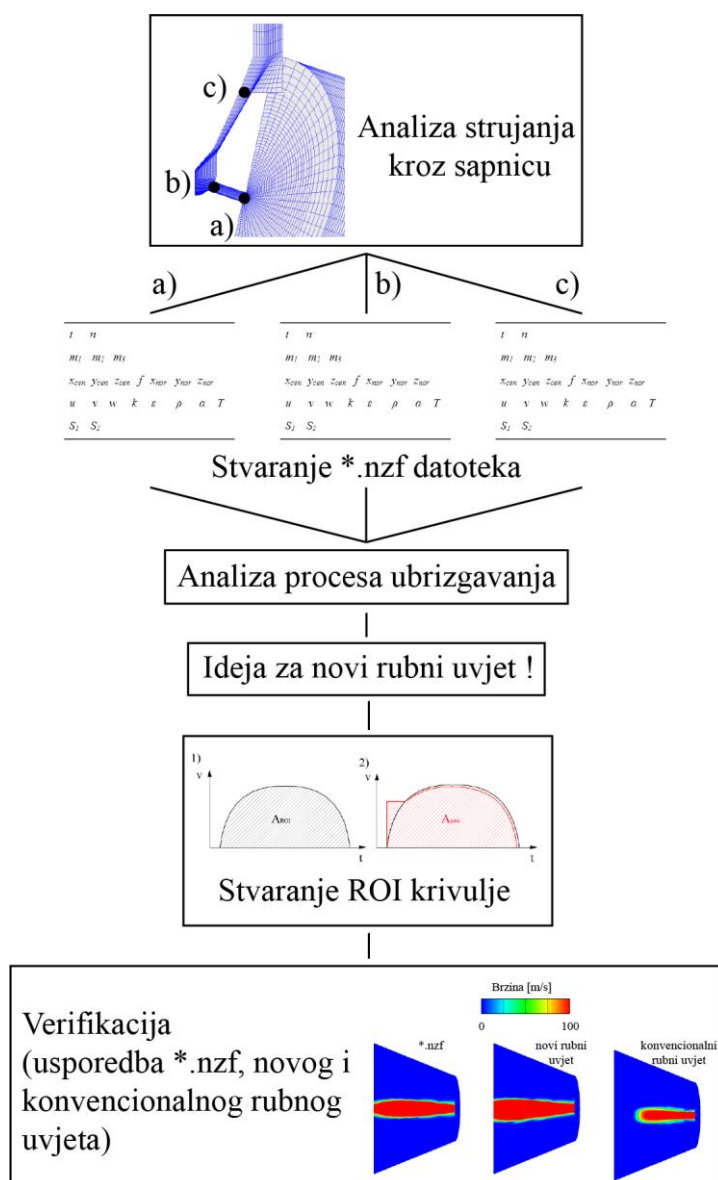 c)
b)
a)
Analiza strujanja
kroz sapnicu
a)
b)
c)
t n
m1 m2 m3
xcen ycen zcen f xnor ynor znor
u v w k ε ρ α T
S1 S2
t n
m1 m2 m3
xcen ycen zcen f xnor ynor znor
u v w k ε ρ α T
S1 S2
t n
m1 m2 m3
xcen ycen zcen f xnor ynor znor
u v w k ε ρ α T
S1 S2
Stvaranje *.nzf datoteka
Analiza procesa ubrizgavanja
Ideja za novi rubni uvjet !
1)
v
AROI
t
2)
v
t
Stvaranje ROI krivulje
Verifikacija
(usporedba *.nzf, novog i
konvencionalnog rubnog
uvjeta)
Brzina [m/s]
0 100
*.nzf
novi rubni
uvjet
konvencionalni
rubni uvjet